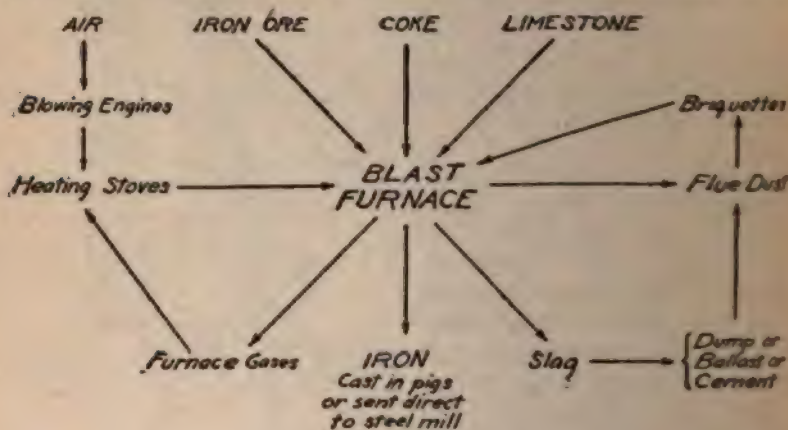 AIR IRON ORE COKE LIMESTONE
Blowing Engines Briquettes
Heating Stoves BLAST FURNACE Flue Dust
Furnace Gases IRON Slag Dump or
Cast in pigs Ballast or
or sent direct Cement
to steel mill